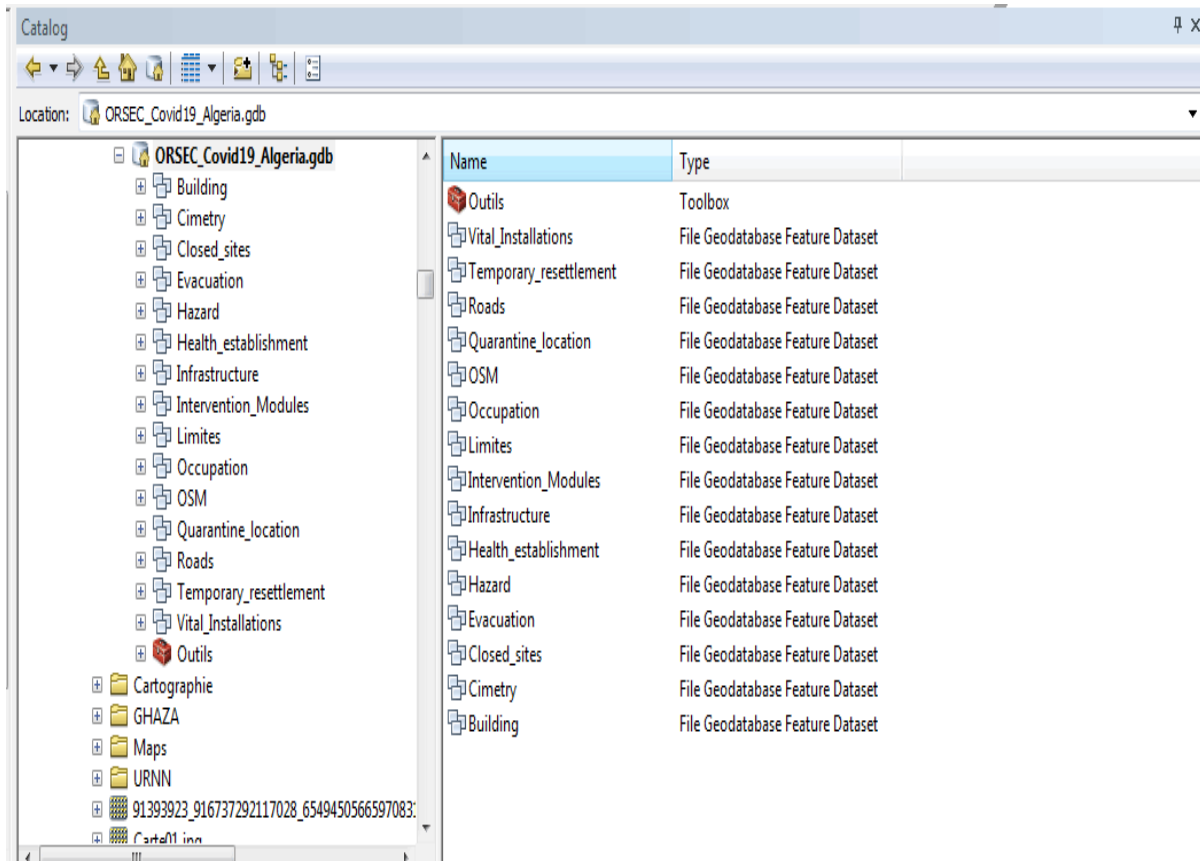 Catalog
Location: ORSEC_Covid19_Algeria.gdb
ORSEC_Covid19_Algeria.gdb
Building
Cimetry
Closed_sites
Evacuation
Hazard
Health_establishment
Infrastructure
Intervention_Modules
Limites
Occupation
OSM
Quarantine_location
Roads
Temporary_resettlement
Vital_Installations
Outils
Cartographie
GHAZA
Maps
URNN
91393923_916737292117028_6549450566597083
Carte01.jpg
Name Type
Outils Toolbox
Vital_Installations File Geodatabase Feature Dataset
Temporary_resettlement File Geodatabase Feature Dataset
Roads File Geodatabase Feature Dataset
Quarantine_location File Geodatabase Feature Dataset
OSM File Geodatabase Feature Dataset
Occupation File Geodatabase Feature Dataset
Limites File Geodatabase Feature Dataset
Intervention_Modules File Geodatabase Feature Dataset
Infrastructure File Geodatabase Feature Dataset
Health_establishment File Geodatabase Feature Dataset
Hazard File Geodatabase Feature Dataset
Evacuation File Geodatabase Feature Dataset
Closed_sites File Geodatabase Feature Dataset
Cimetry File Geodatabase Feature Dataset
Building File Geodatabase Feature Dataset